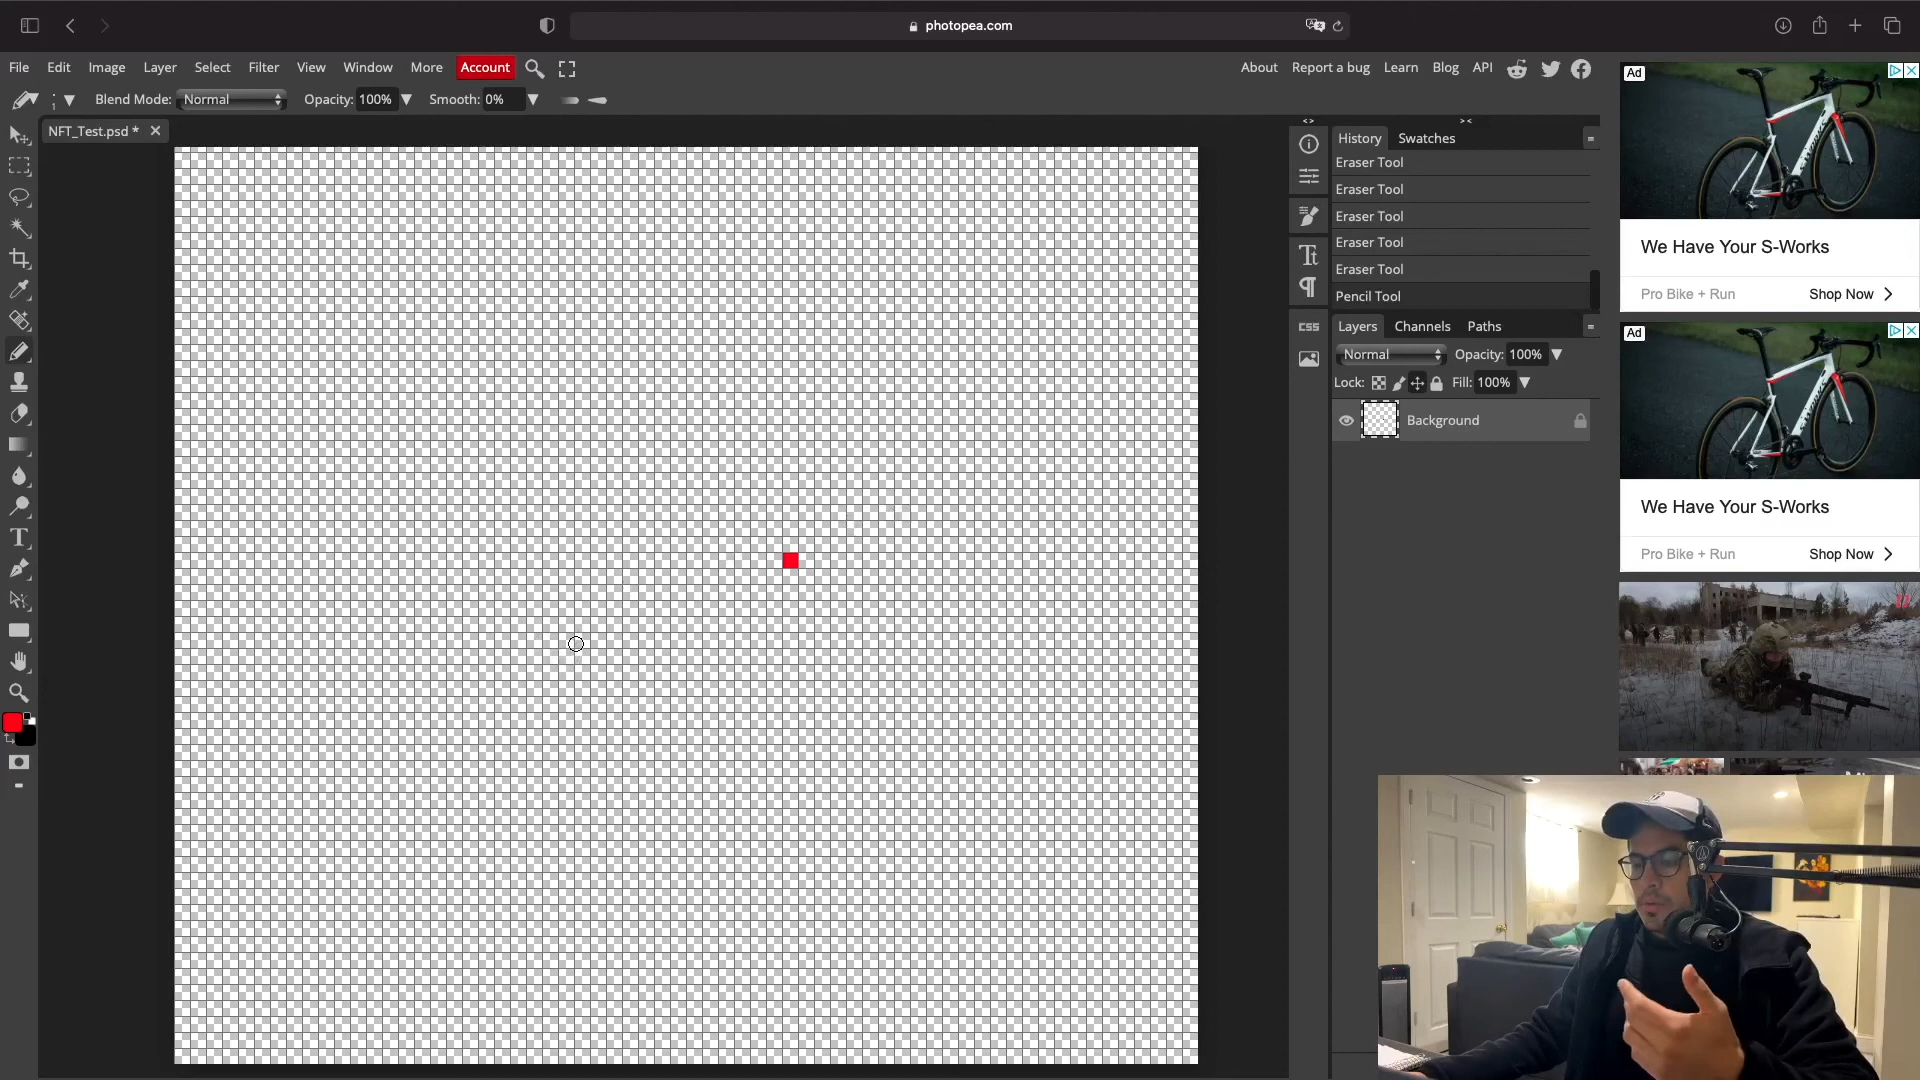 photopea.com
File Edit Image Layer Select Filter View Window More Account
About Report a bug Learn Blog API
1 Blend Mode: Normal Opacity: 100% Smooth: 0%
NFT_Test.psd *
History Swatches
Eraser Tool
Eraser Tool
Eraser Tool
Eraser Tool
Eraser Tool
Pencil Tool
Layers Channels Paths
Normal Opacity: 100%
Lock: Fill: 100%
Background
CSS
Ad
We Have Your S-Works
Pro Bike + Run Shop Now
Ad
We Have Your S-Works
Pro Bike + Run Shop Now